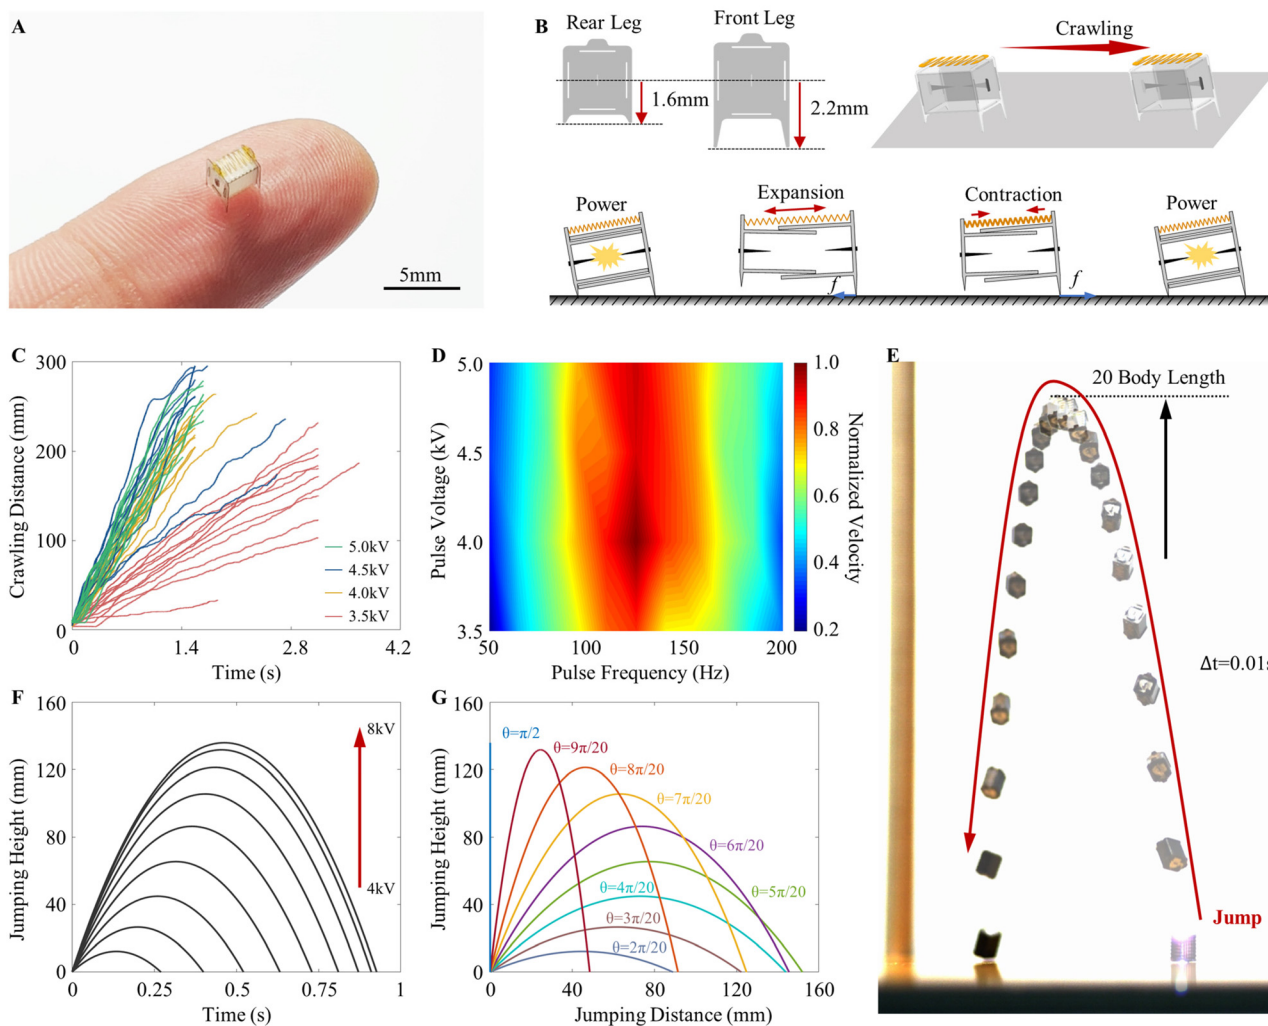 A
5mm
B
Rear Leg
Front Leg
1.6mm
2.2mm
Crawling
Power
Expansion
Contraction
Power
f
f
C
Crawling Distance (mm)
300
200
100
0
0
1.4
2.8
4.2
Time (s)
5.0kV
4.5kV
4.0kV
3.5kV
D
Pulse Voltage (kV)
5.0
4.5
4.0
3.5
50
100
150
200
Pulse Frequency (Hz)
1.0
0.8
0.6
0.4
0.2
Normalized Velocity
E
20 Body Length
Δt=0.01s
Jump
F
Jumping Height (mm)
160
120
80
40
0
0
0.25
0.5
0.75
1
Time (s)
8kV
4kV
G
Jumping Height (mm)
160
120
80
40
0
0
40
80
120
160
Jumping Distance (mm)
θ=π/2
θ=9π/20
θ=8π/20
θ=7π/20
θ=6π/20
θ=5π/20
θ=4π/20
θ=3π/20
θ=2π/20